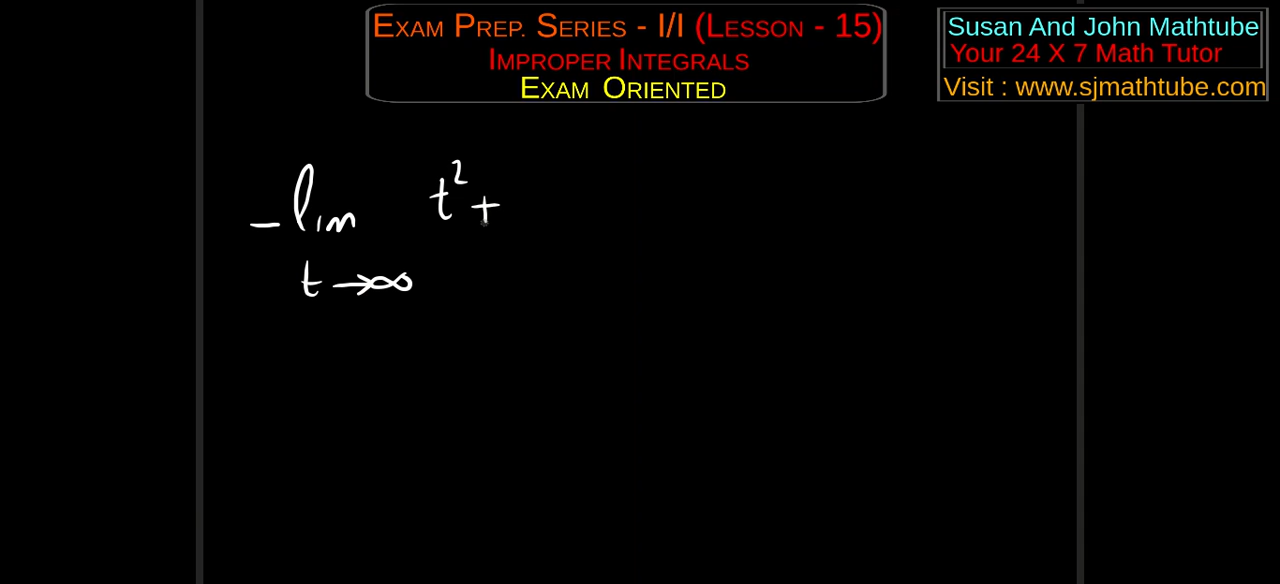 Exam Prep. Series - I/I (Lesson - 15)
Improper Integrals
Exam Oriented
Susan And John Mathtube
Your 24 X 7 Math Tutor
Visit : www.sjmathtube.com
- lim t² +
t → ∞